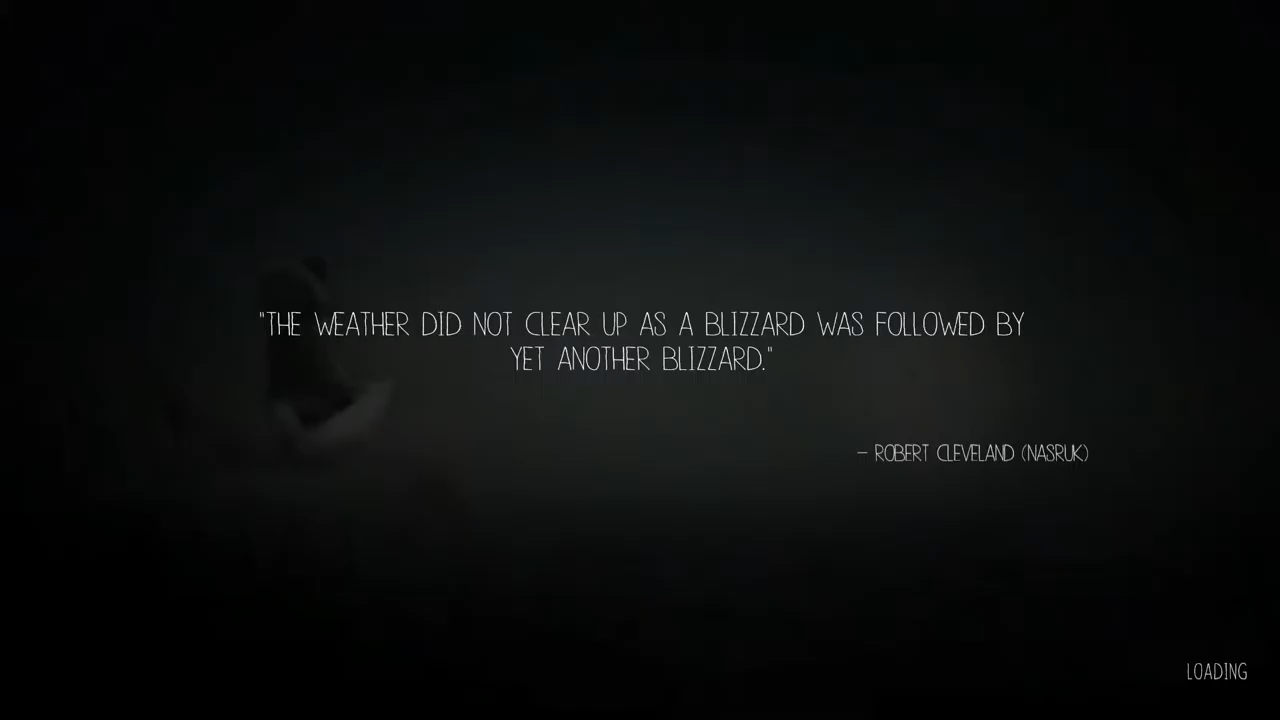 "THE WEATHER DID NOT CLEAR UP AS A BLIZZARD WAS FOLLOWED BY
YET ANOTHER BLIZZARD."
– ROBERT CLEVELAND (NASRUK)
LOADING